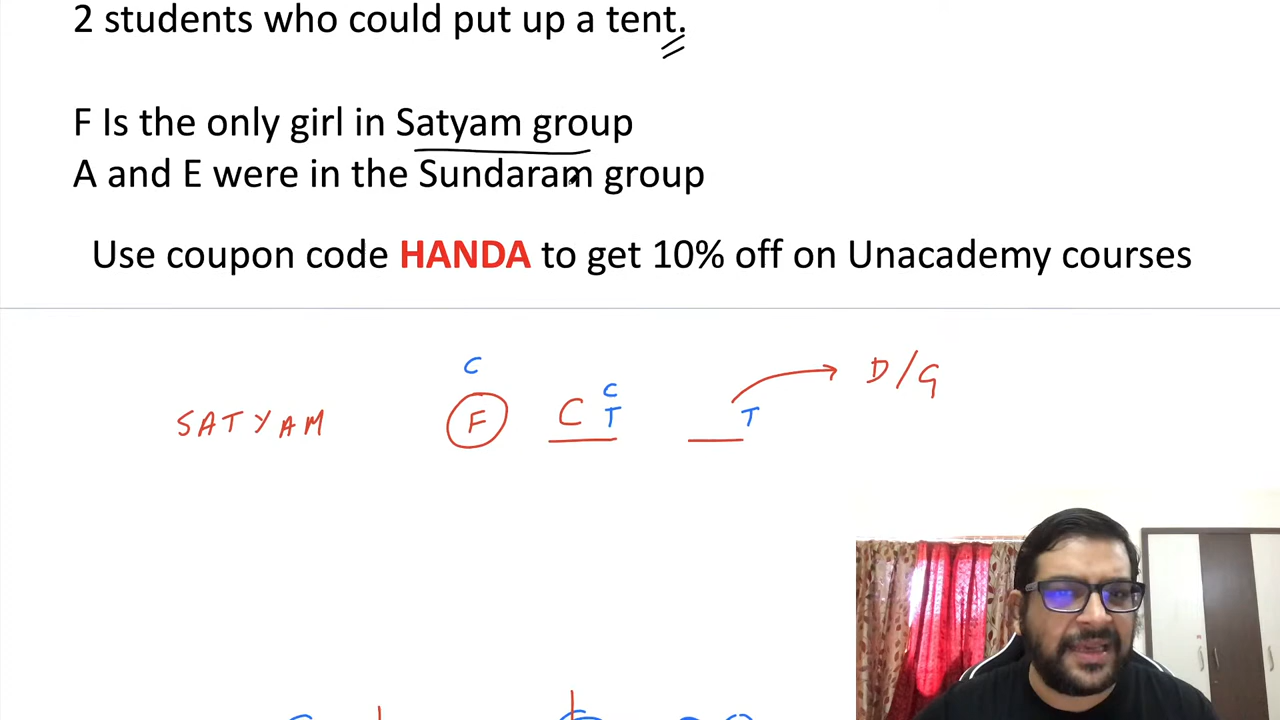 2 students who could put up a tent.
F Is the only girl in Satyam group
A and E were in the Sundaram group
Use coupon code HANDA to get 10% off on Unacademy courses
C
C
D/G
SATYAM F C T T